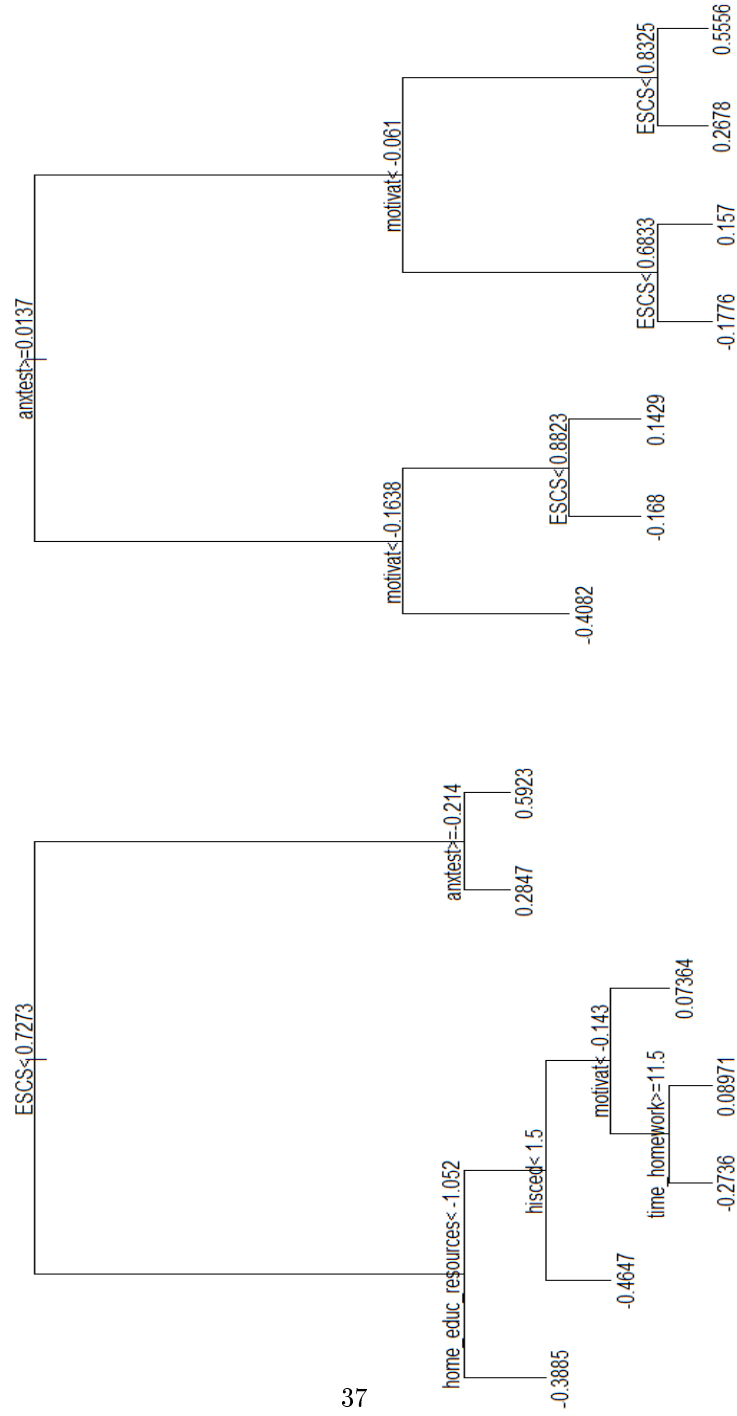 ESCS< 0.7273
home_educ_resources< -1.052
anxtest>=-0.214
-0.3885
hisced< 1.5
0.2847
0.5923
-0.4647
motivat< -0.143
time_homework>=11.5
0.07364
-0.2736
0.08971
anxtest>=0.0137
motivat< -0.1638
motivat< -0.061
-0.4082
ESCS< 0.8823
ESCS< 0.6833
ESCS< 0.8325
-0.168
0.1429
-0.1776
0.157
0.2678
0.5556
37